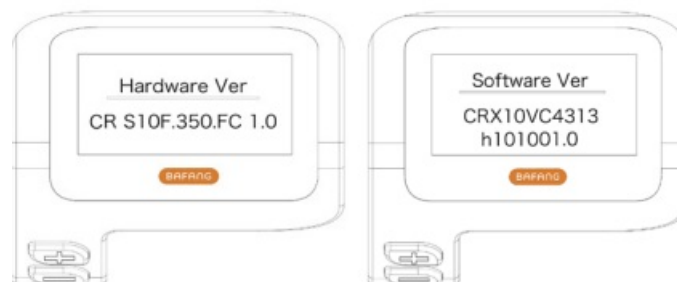 Hardware Ver
CR S10F.350.FC 1.0
BAFANG
Software Ver
CRX10VC4313
h101001.0
BAFANG